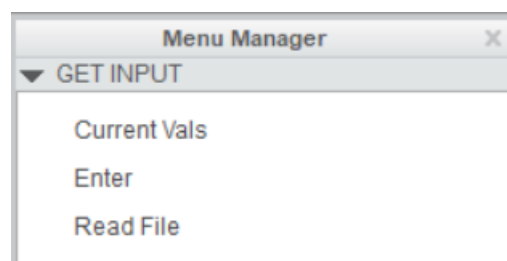 Menu Manager
GET INPUT
Current Vals
Enter
Read File